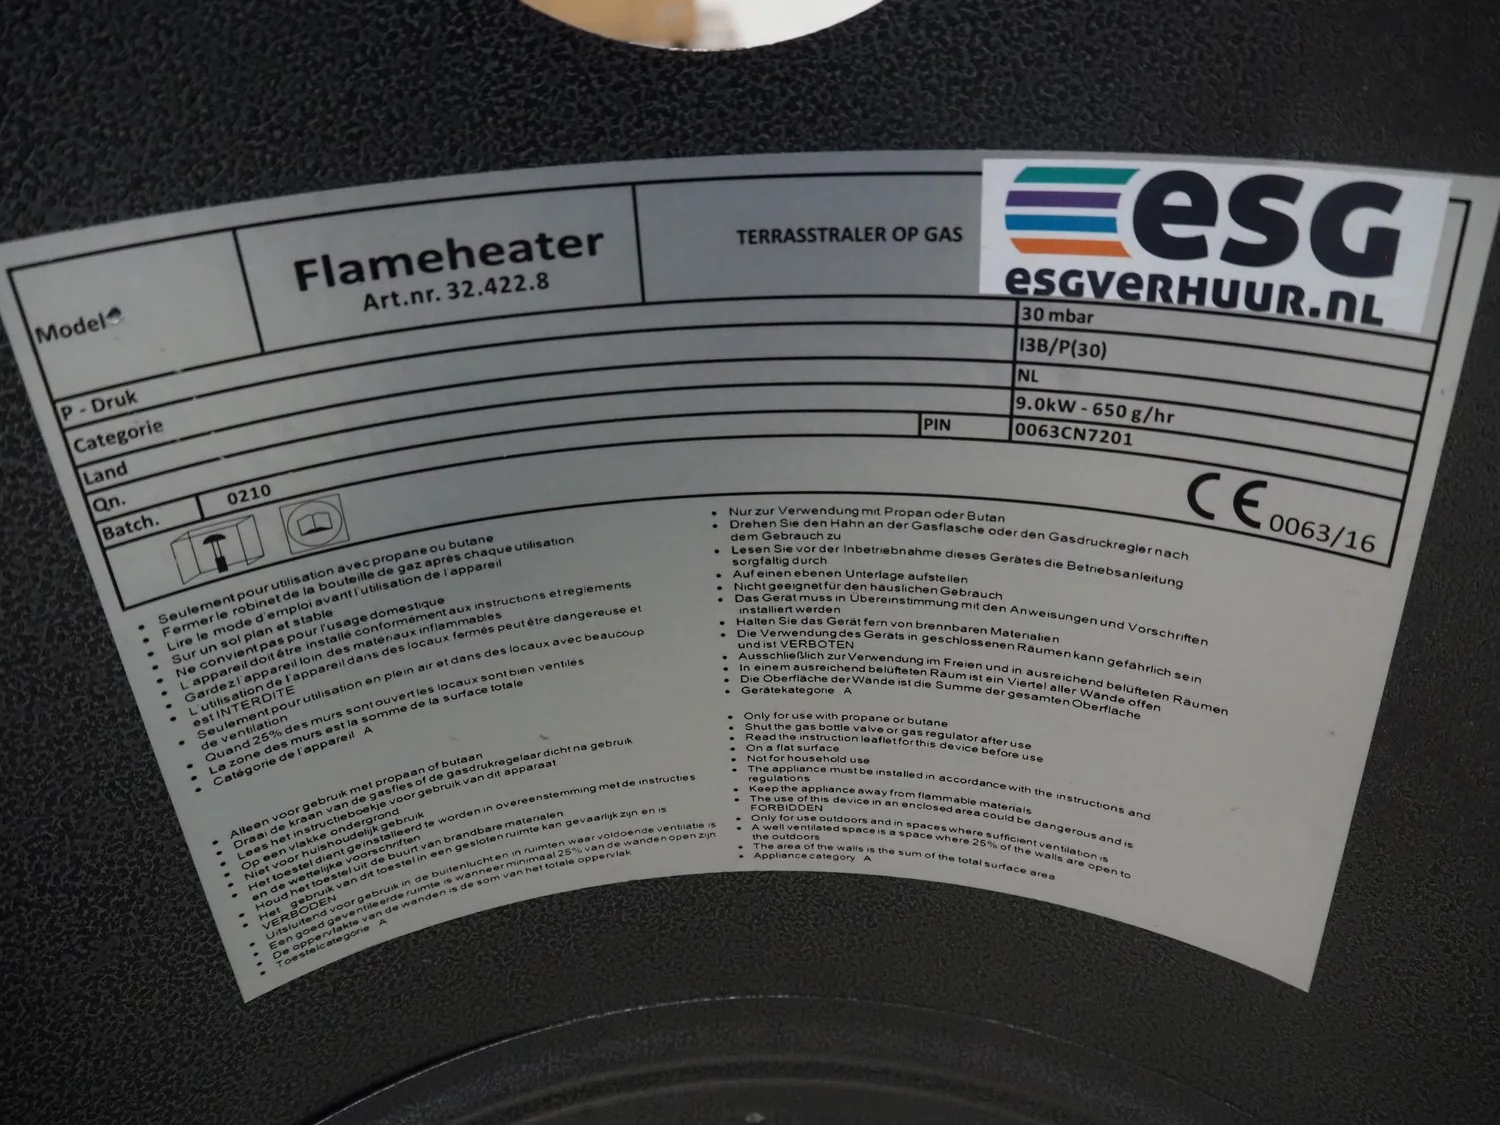 Model
Flameheater
Art.nr. 32.422.8
TERRASSTRALER OP GAS
esg
esgverhuur.nl
P - Druk
30 mbar
Categorie
I3B/P(30)
Land
NL
Qn.
9.0kW - 650 g/hr
Batch.
0210
PIN
0063CN7201
CE 0063/16
• Seulement pour utilisation avec propane ou butane
• Fermer le robinet de la bouteille de gaz après chaque utilisation
• Lire le mode d'emploi avant l'utilisation de l'appareil
• Sur un sol plan et stable
• Ne convient pas pour l'usage domestique
• L'appareil doit être installé conformément aux instructions et reglements
• Gardez l'appareil loin des matériaux inflammables
• L'utilisation de l'appareil dans des locaux fermés peut être dangereuse et
est INTERDITE
• Seulement pour utilisation en plein air et dans des locaux avec beaucoup
de ventilation
• Quand 25% des murs sont ouvert les locaux sont bien ventiles
• La zone des murs est la somme de la surface totale
• Catégorie de l'appareil A
• Alleen voor gebruik met propaan of butaan
• Draai de kraan van de gasfles of de gasdrukregelaar dicht na gebruik
• Lees het instructieboekje voor gebruik van dit apparaat
• Op een vlakke ondergrond
• Niet voor huishoudelijk gebruik
• Het toestel dient geinstalleerd te worden in overeenstemming met de instructies
en de wettelijke voorschriften
• Houd het toestel uit de buurt van brandbare materialen
• Het gebruik van dit toestel in een gesloten ruimte kan gevaarlijk zijn en is
VERBODEN
• Uitsluitend voor gebruik in de buitenlucht en in ruimten waar voldoende ventilatie is
• Een goed geventileerde ruimte is wanneer minimaal 25% van de wanden open zijn
• De oppervlakte van de wanden is de som van het totale oppervlak
• Toestelcategorie A
• Nur zur Verwendung mit Propan oder Butan
• Drehen Sie den Hahn an der Gasflasche oder den Gasdruckregler nach
dem Gebrauch zu
• Lesen Sie vor der Inbetriebnahme dieses Gerätes die Betriebsanleitung
sorgfältig durch
• Auf einen ebenen Unterlage aufstellen
• Nicht geeignet für den häuslichen Gebrauch
• Das Gerät muss in Übereinstimmung mit den Anweisungen und Vorschriften
installiert werden
• Halten Sie das Gerät fern von brennbaren Materialien
• Die Verwendung des Geräts in geschlossenen Räumen kann gefährlich sein
und ist VERBOTEN
• Ausschließlich zur Verwendung im Freien und in ausreichend belüfteten Räumen
• In einem ausreichend belüfteten Raum ist ein Viertel aller Wände offen
• Die Oberfläche der Wände ist die Summe der gesamten Oberfläche
• Gerätekategorie A
• Only for use with propane or butane
• Shut the gas bottle valve or gas regulator after use
• Read the instruction leaflet for this device before use
• On a flat surface
• Not for household use
• The appliance must be installed in accordance with the instructions and
regulations
• Keep the appliance away from flammable materials
• The use of this device in an enclosed area could be dangerous and is
FORBIDDEN
• Only for use outdoors and in spaces where sufficient ventilation is
• A well ventilated space is a space where 25% of the walls are open to
the outdoors
• The area of the walls is the sum of the total surface area
• Appliance category A